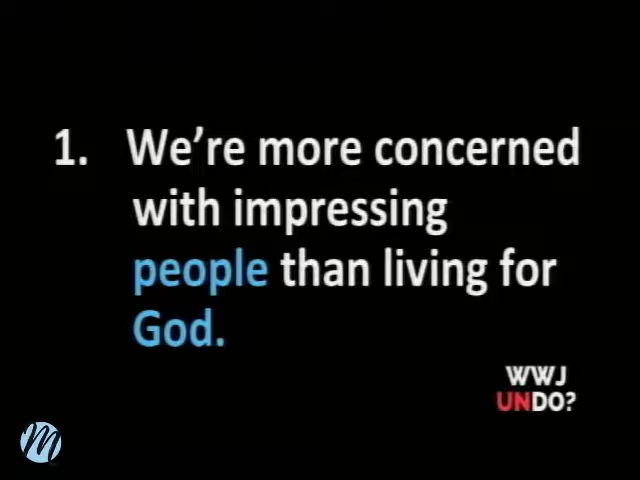 1. We're more concerned
with impressing
people than living for
God.
WWJ
UNDO?
M